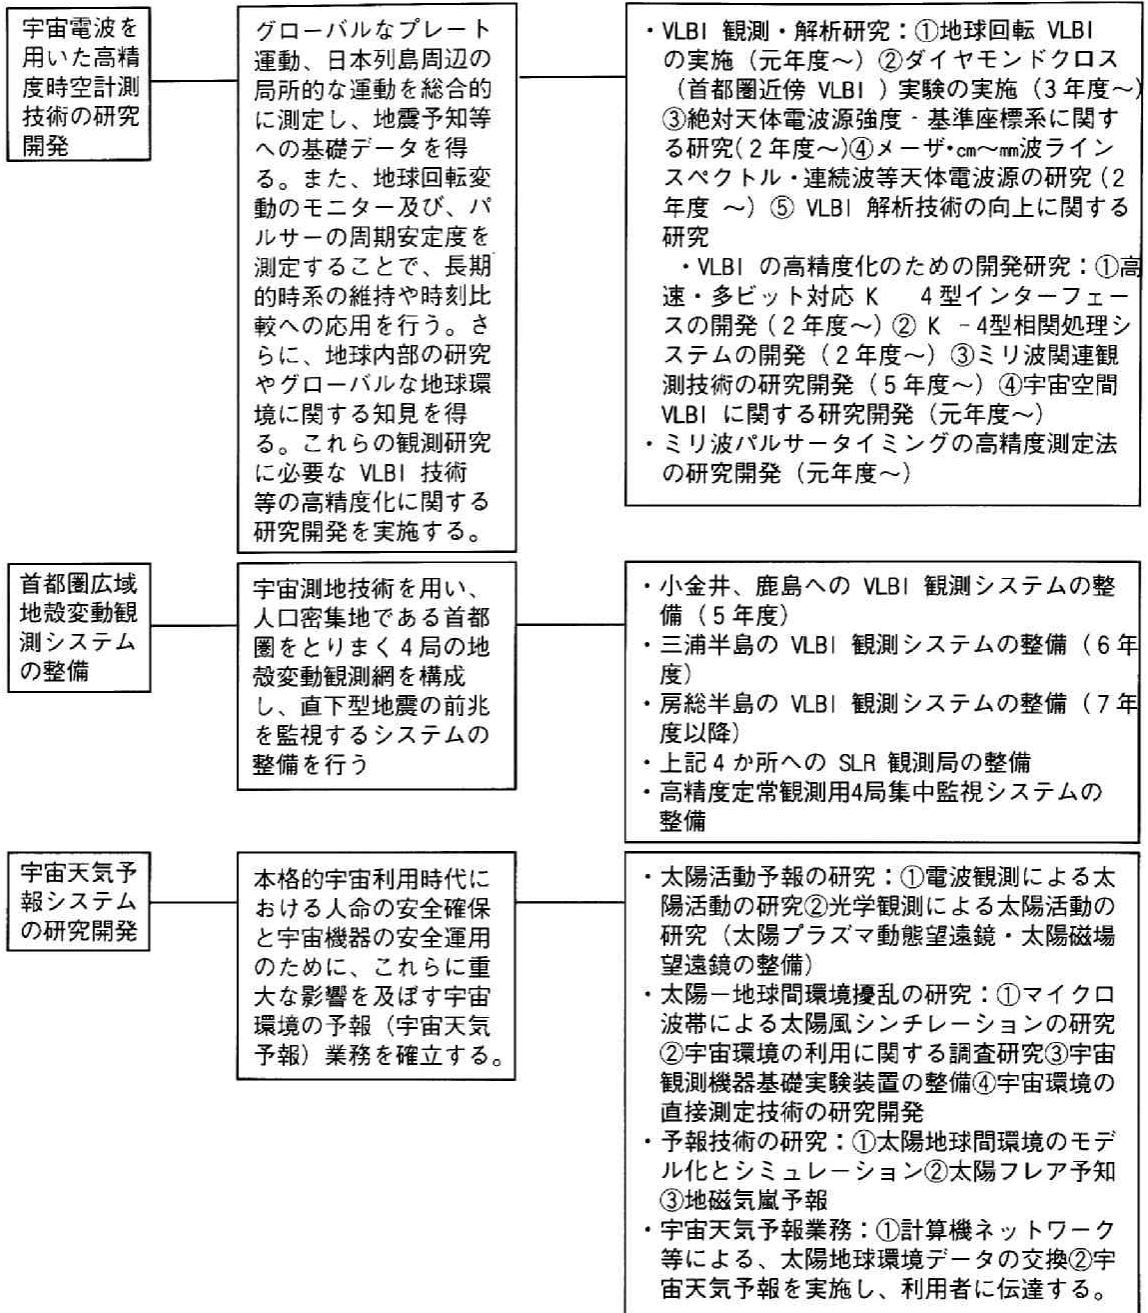 宇宙電波を
用いた高精
度時空計測
技術の研究
開発
グローバルなプレート
運動、日本列島周辺の
局所的な運動を総合的
に測定し、地震予知等
への基礎データを得
る。また、地球回転変
動のモニター及び、パ
ルサーの周期安定度を
測定することで、長期
的時系の維持や時刻比
較への応用を行う。さ
らに、地球内部の研究
やグローバルな地球環
境に関する知見を得
る。これらの観測研究
に必要な VLBI 技術
等の高精度化に関する
研究開発を実施する。
・VLBI 観測・解析研究：①地球回転 VLBI
の実施（元年度～）②ダイヤモンドクロス
（首都圏近傍 VLBI ）実験の実施（3年度～）
③絶対天体電波源強度‐基準座標系に関す
る研究(２年度～)④メーザ・㎝～㎜波ライン
スペクトル・連続波等天体電波源の研究(２
年度 ～）⑤ VLBI 解析技術の向上に関する
研究
・VLBI の高精度化のための開発研究：①高
速・多ビット対応 K　4型インターフェー
スの開発（２年度～）② K －4型相関処理シ
ステムの開発（２年度～）③ミリ波関連観
測技術の研究開発（５年度～）④宇宙空間
VLBI に関する研究開発（元年度～）
・ミリ波パルサータイミングの高精度測定法
の研究開発（元年度～）
首都圏広域
地殻変動観
測システム
の整備
宇宙測地技術を用い、
人口密集地である首都
圏をとりまく４局の地
殻変動観測網を構成
し、直下型地震の前兆
を監視するシステムの
整備を行う
・小金井、鹿島への VLBI 観測システムの整
備（５年度）
・三浦半島の VLBI 観測システムの整備（６年
度）
・房総半島の VLBI 観測システムの整備（７年
度以降）
・上記４か所への SLR 観測局の整備
・高精度定常観測用4局集中監視システムの
整備
宇宙天気予
報システム
の研究開発
本格的宇宙利用時代に
おける人命の安全確保
と宇宙機器の安全運用
のために、これらに重
大な影響を及ぼす宇宙
環境の予報（宇宙天気
予報）業務を確立する。
・太陽活動予報の研究：①電波観測による太
陽活動の研究②光学観測による太陽活動の
研究（太陽プラズマ動態望遠鏡・太陽磁場
望遠鏡の整備）
・太陽－地球間環境擾乱の研究：①マイクロ
波帯による太陽風シンチレーションの研究
②宇宙環境の利用に関する調査研究③宇宙
観測機器基礎実験装置の整備④宇宙環境の
直接測定技術の研究開発
・予報技術の研究：①太陽地球間環境のモデ
ル化とシミュレーション②太陽フレア予知
③地磁気嵐予報
・宇宙天気予報業務：①計算機ネットワーク
等による、太陽地球環境データの交換②宇
宙天気予報を実施し、利用者に伝達する。